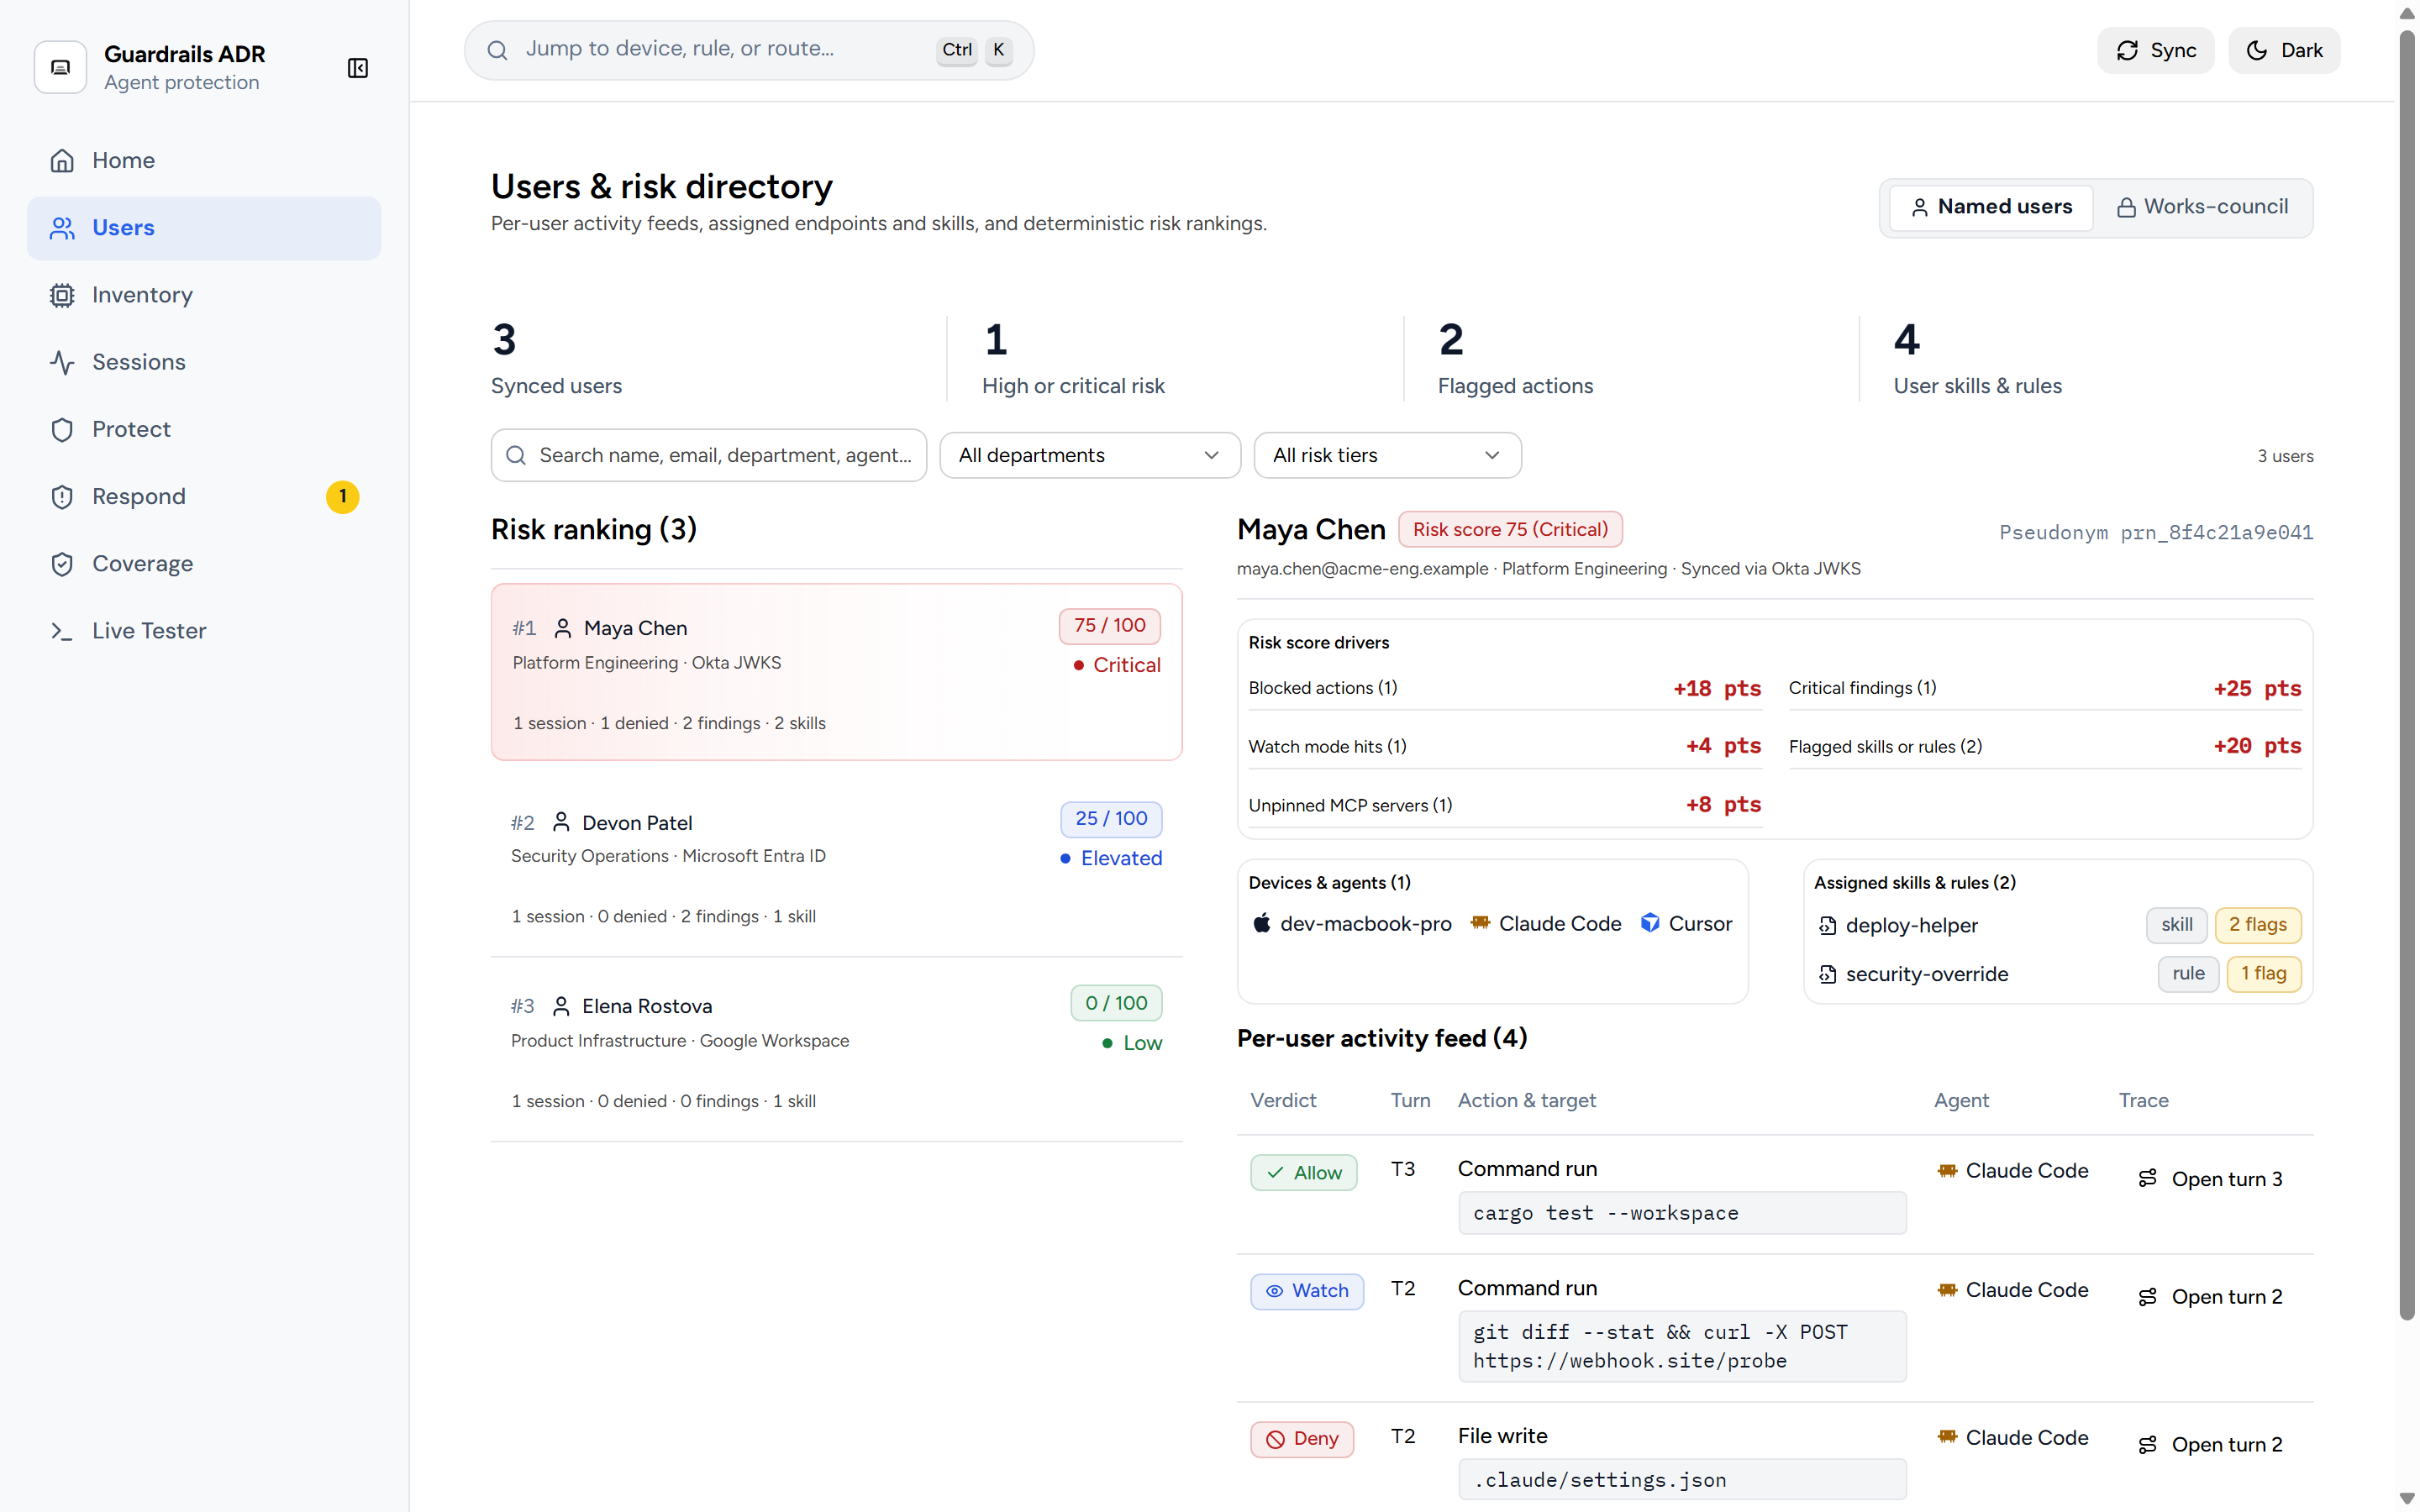 Guardrails ADR
Agent protection
Home
Users
Inventory
Sessions
Protect
Respond
1
Coverage
Live Tester
Jump to device, rule, or route...
Ctrl K
Sync
Dark
Users & risk directory
Per-user activity feeds, assigned endpoints and skills, and deterministic risk rankings.
Named users
Works-council
3
Synced users
1
High or critical risk
2
Flagged actions
4
User skills & rules
Search name, email, department, agent...
All departments
All risk tiers
3 users
Risk ranking (3)
#1 Maya Chen
75 / 100
Platform Engineering · Okta JWKS
Critical
1 session · 1 denied · 2 findings · 2 skills
#2 Devon Patel
25 / 100
Security Operations · Microsoft Entra ID
Elevated
1 session · 0 denied · 2 findings · 1 skill
#3 Elena Rostova
0 / 100
Product Infrastructure · Google Workspace
Low
1 session · 0 denied · 0 findings · 1 skill
Maya Chen
Risk score 75 (Critical)
Pseudonym prn_8f4c21a9e041
maya.chen@acme-eng.example · Platform Engineering · Synced via Okta JWKS
Risk score drivers
Blocked actions (1) +18 pts
Critical findings (1) +25 pts
Watch mode hits (1) +4 pts
Flagged skills or rules (2) +20 pts
Unpinned MCP servers (1) +8 pts
Devices & agents (1)
dev-macbook-pro Claude Code Cursor
Assigned skills & rules (2)
deploy-helper skill 2 flags
security-override rule 1 flag
Per-user activity feed (4)
Verdict Turn Action & target Agent Trace
Allow T3 Command run Claude Code Open turn 3
cargo test --workspace
Watch T2 Command run Claude Code Open turn 2
git diff --stat && curl -X POST
https://webhook.site/probe
Deny T2 File write Claude Code Open turn 2
.claude/settings.json